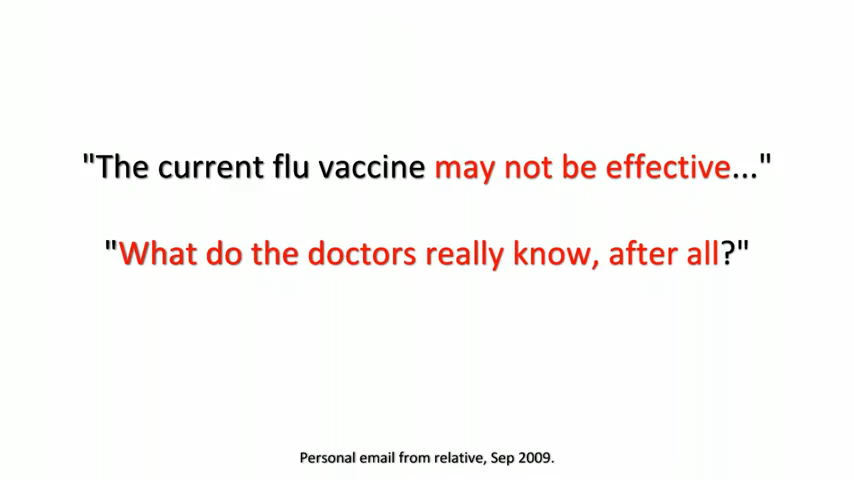 "The current flu vaccine may not be effective..."
"What do the doctors really know, after all?"
Personal email from relative, Sep 2009.